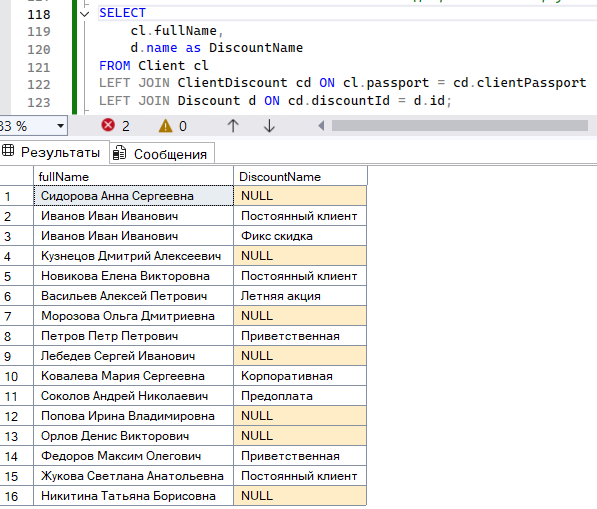 118 SELECT
119 cl.fullName,
120 d.name as DiscountName
121 FROM Client cl
122 LEFT JOIN ClientDiscount cd ON cl.passport = cd.clientPassport
123 LEFT JOIN Discount d ON cd.discountId = d.id;
33 % 2 0
Результаты Сообщения
fullName DiscountName
1 Сидорова Анна Сергеевна NULL
2 Иванов Иван Иванович Постоянный клиент
3 Иванов Иван Иванович Фикс скидка
4 Кузнецов Дмитрий Алексеевич NULL
5 Новикова Елена Викторовна Постоянный клиент
6 Васильев Алексей Петрович Летняя акция
7 Морозова Ольга Дмитриевна NULL
8 Петров Петр Петрович Приветственная
9 Лебедев Сергей Иванович NULL
10 Ковалева Мария Сергеевна Корпоративная
11 Соколов Андрей Николаевич Предоплата
12 Попова Ирина Владимировна NULL
13 Орлов Денис Викторович NULL
14 Федоров Максим Олегович Приветственная
15 Жукова Светлана Анатольевна Постоянный клиент
16 Никитина Татьяна Борисовна NULL